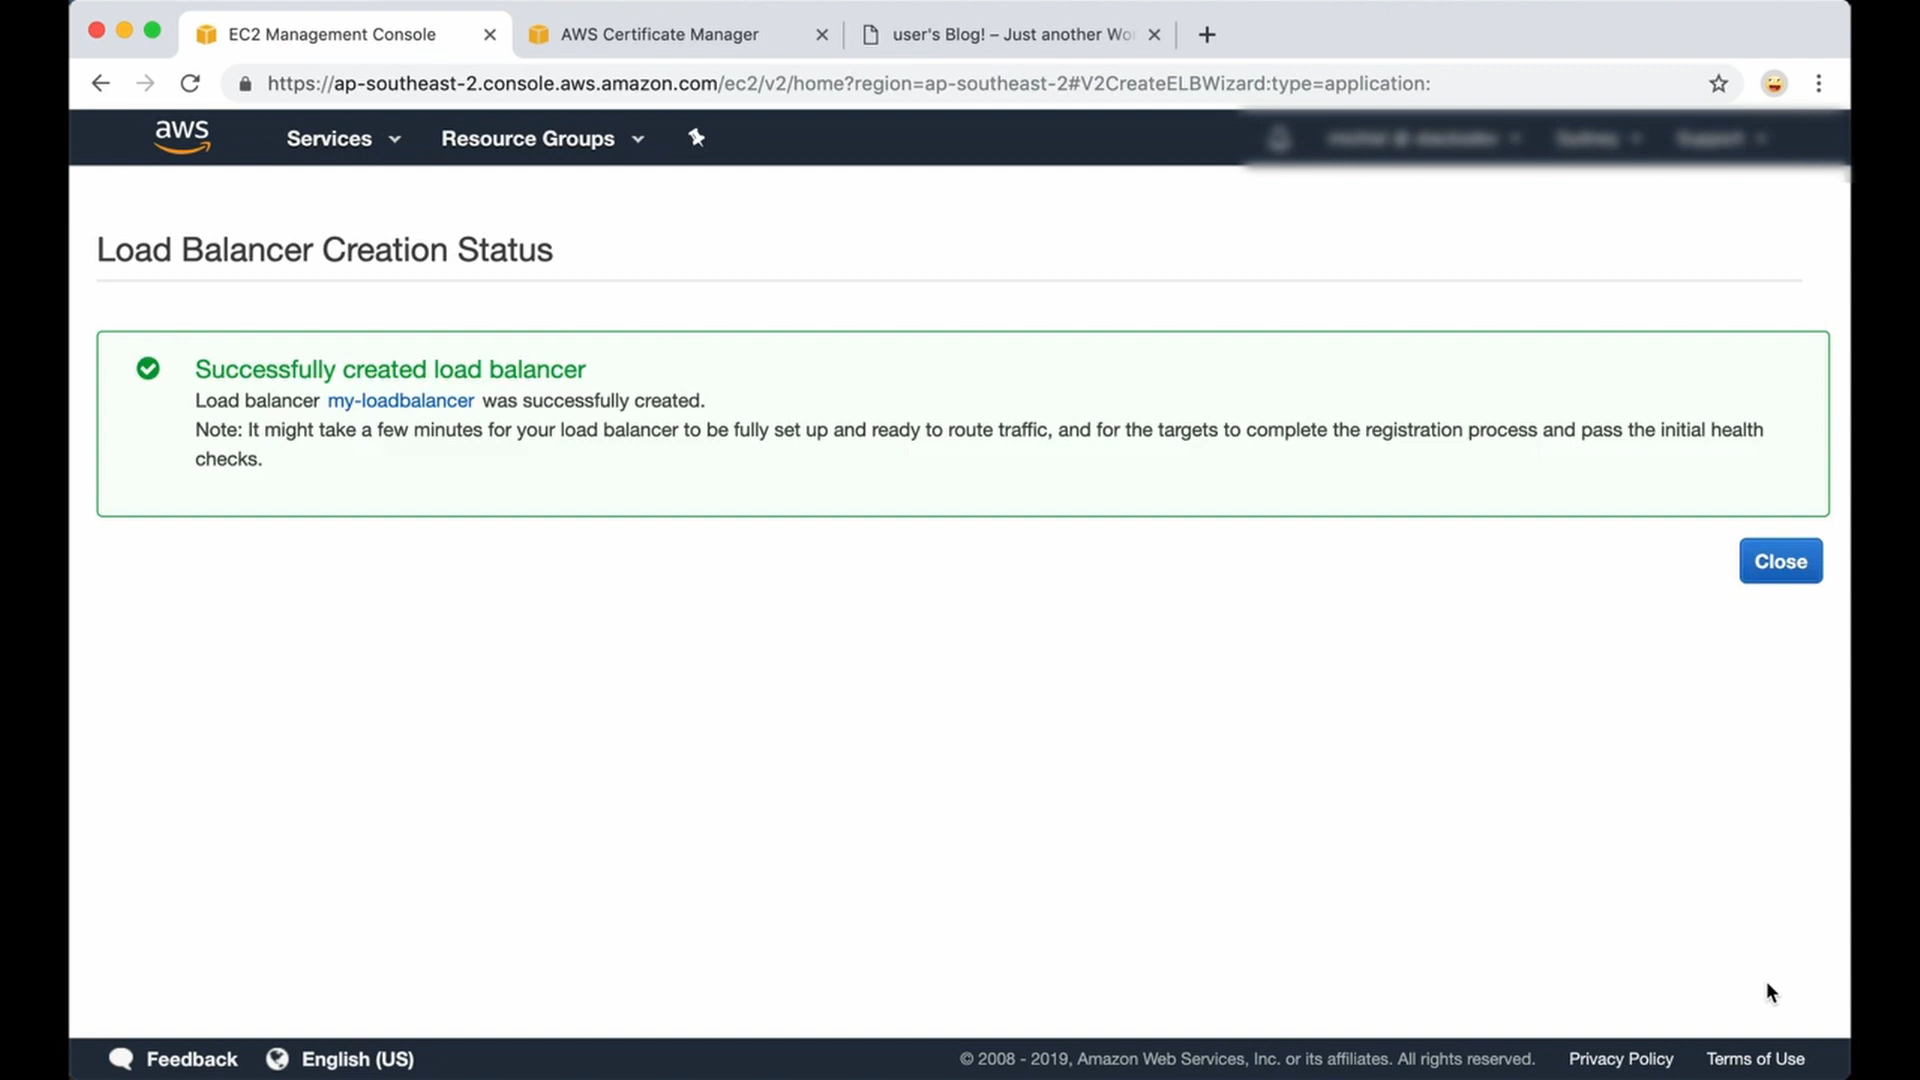 EC2 Management Console
AWS Certificate Manager
user's Blog! – Just another Wo
https://ap-southeast-2.console.aws.amazon.com/ec2/v2/home?region=ap-southeast-2#V2CreateELBWizard:type=application:
aws
Services
Resource Groups
Sydney
Support
Load Balancer Creation Status
Successfully created load balancer
Load balancer my-loadbalancer was successfully created.
Note: It might take a few minutes for your load balancer to be fully set up and ready to route traffic, and for the targets to complete the registration process and pass the initial health
checks.
Close
Feedback
English (US)
© 2008 - 2019, Amazon Web Services, Inc. or its affiliates. All rights reserved.
Privacy Policy
Terms of Use